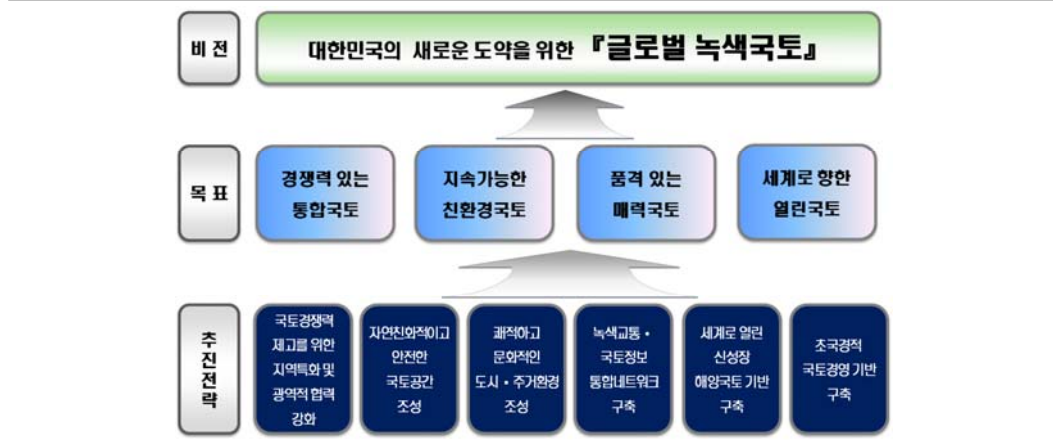 비 전
대한민국의 새로운 도약을 위한 『글로벌 녹색국토』
목 표
경쟁력 있는
통합국토
지속가능한
친환경국토
품격 있는
매력국토
세계로 향한
열린국토
추진전략
국토경쟁력
제고를 위한
지역특화 및
광역적 협력
강화
자연친화적이고
안전한
국토공간
조성
쾌적하고
문화적인
도시·주거환경
조성
녹색교통·
국토정보
통합네트워크
구축
세계로 열린
신성장
해양국토 기반
구축
초국경적
국토경영 기반
구축